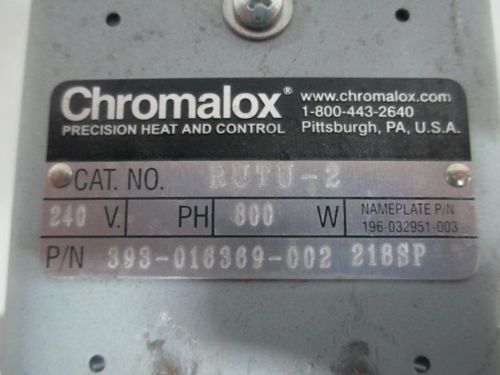 Chromalox®
www.chromalox.com
1-800-443-2640
PRECISION HEAT AND CONTROL
Pittsburgh, PA, U.S.A.
CAT. NO. RUTU-2
240 V. PH 800 W NAMEPLATE P/N
196-032951-003
P/N 393-016369-002 218SP